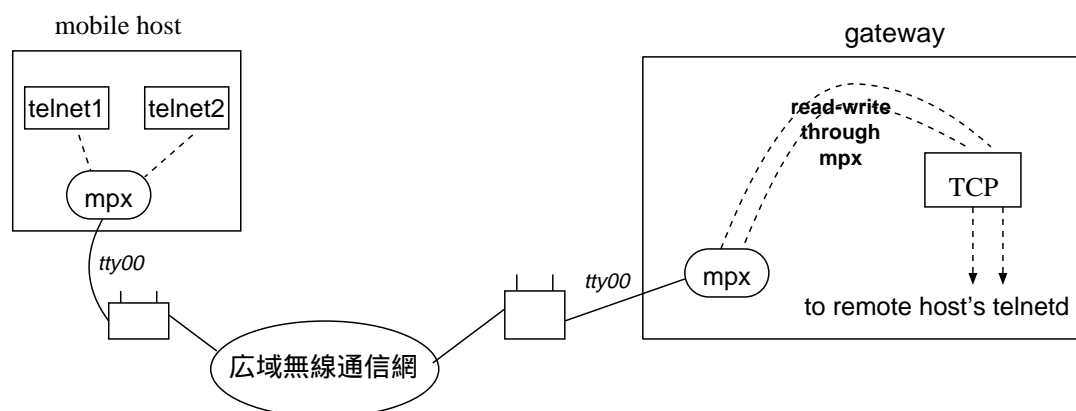 mobile host
telnet1
telnet2
mpx
tty00
広域無線通信網
gateway
read-write
through
mpx
TCP
mpx
tty00
to remote host's telnetd